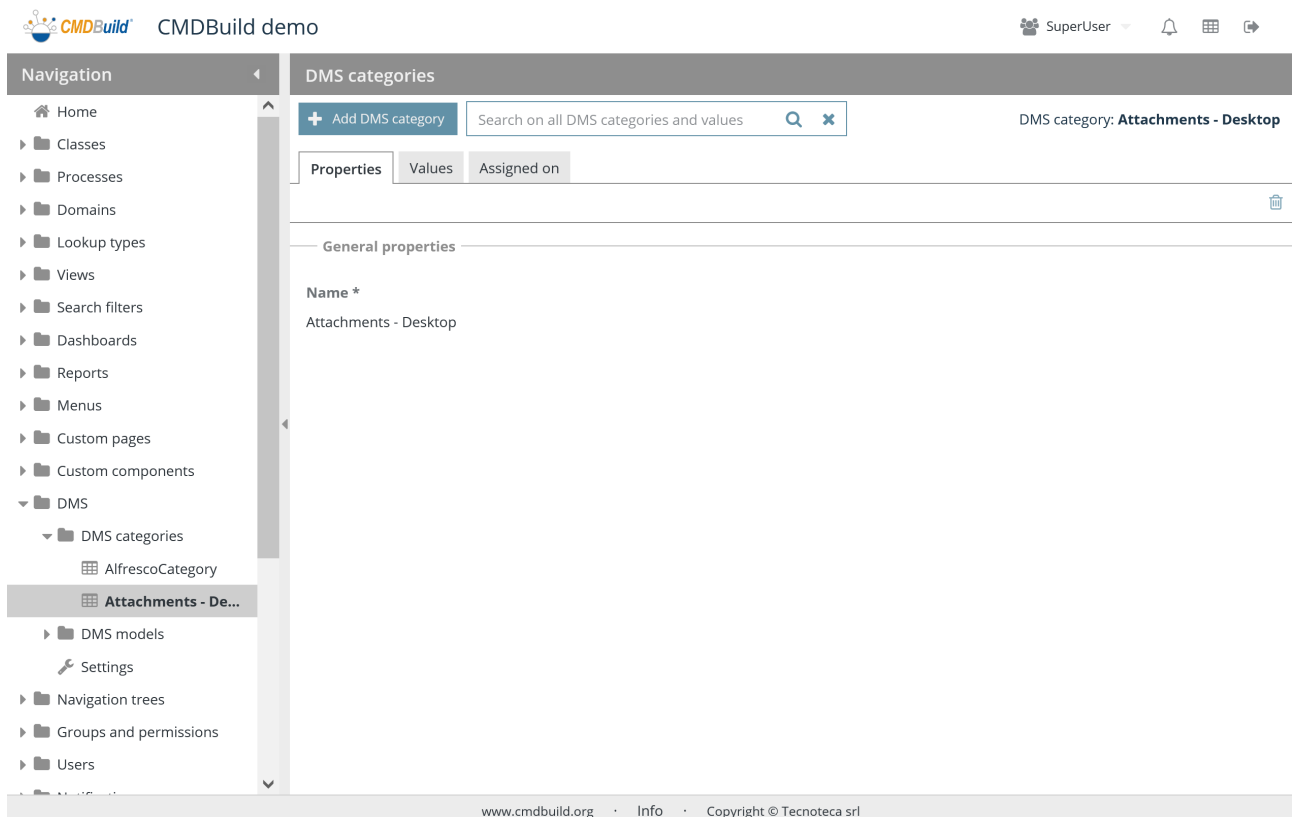 CMDBuild CMDBuild demo SuperUser
Navigation
DMS categories
Home
Classes
Processes
Domains
Lookup types
Views
Search filters
Dashboards
Reports
Menus
Custom pages
Custom components
DMS
DMS categories
AlfrescoCategory
Attachments - De...
DMS models
Settings
Navigation trees
Groups and permissions
Users
Add DMS category
Search on all DMS categories and values
DMS category: Attachments - Desktop
Properties Values Assigned on
General properties
Name *
Attachments - Desktop
www.cmdbuild.org · Info · Copyright © Tecnoteca srl